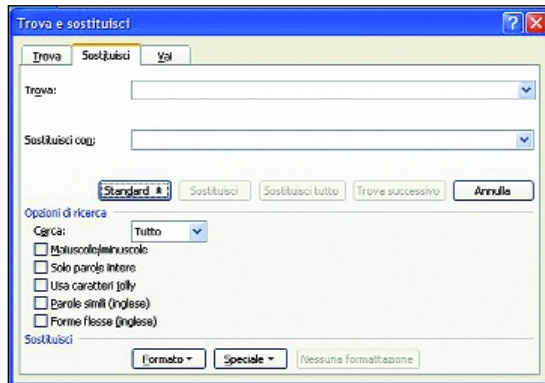 Trova e sostituisci
Trova Sostituisci Vai
Trova:
Sostituisci con:
Standard Sostituisci Sostituisci tutto Trova successivo Annulla
Opzioni di ricerca
Cerca: Tutto
Maiuscole/minuscole
Solo parole intere
Usa caratteri jolly
Parole simili (inglese)
Forme flesse (inglese)
Sostituisci
Formato Speciale Nessuna formattazione